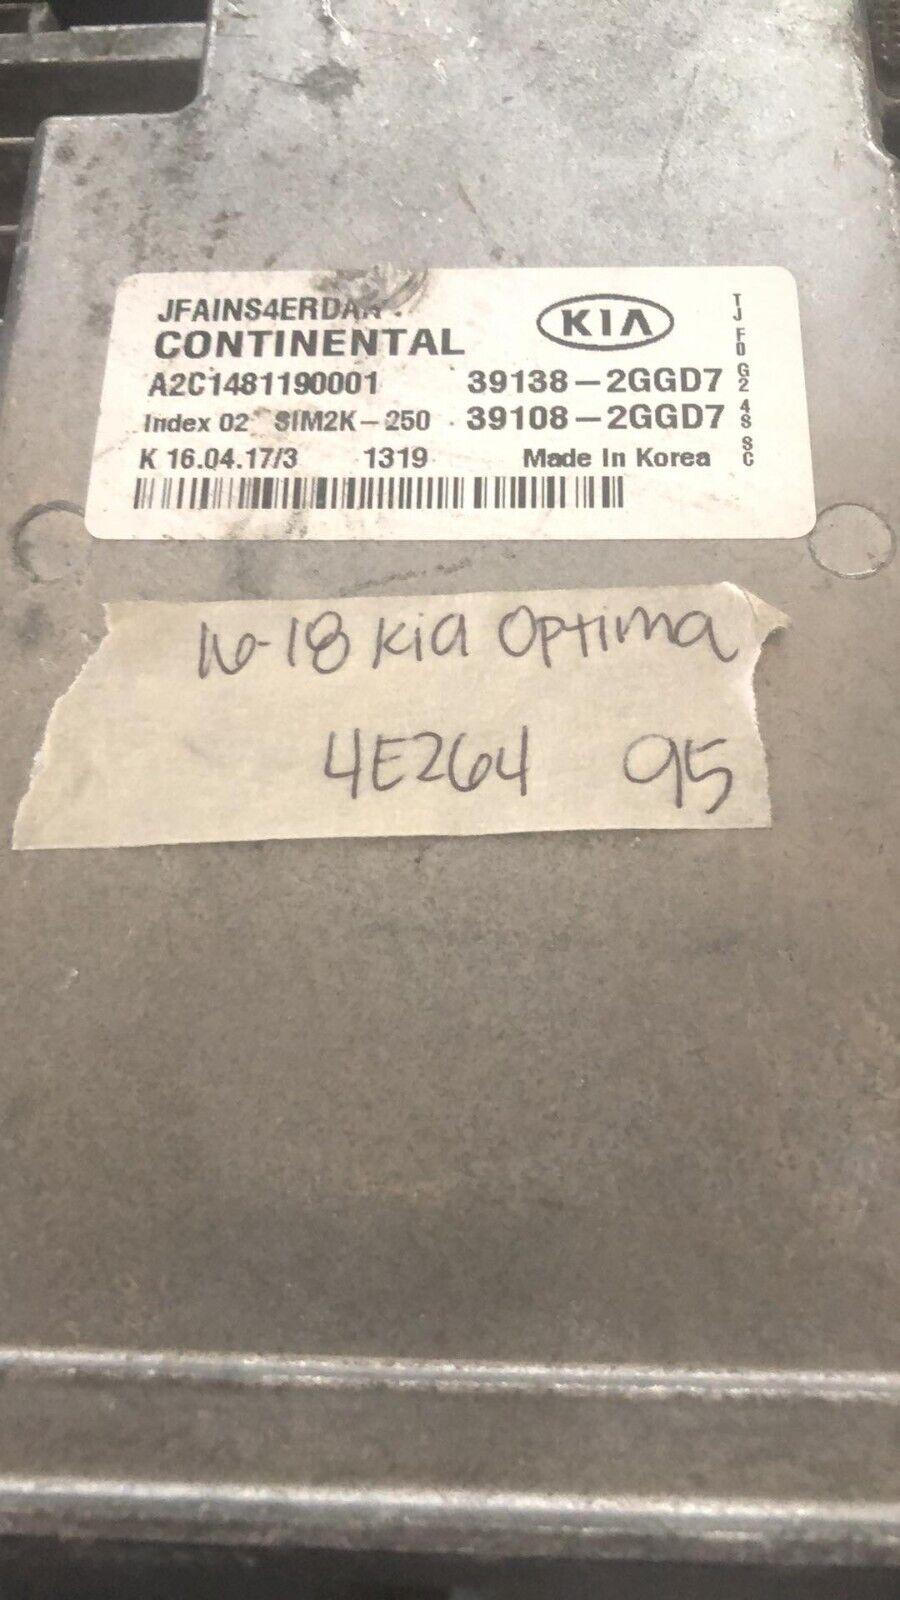 CONTINENTAL
KIA
A2C1481190001 39138-2GGD7
Index 02 SIM2K-250 39108-2GGD7
K 16.04.17/3 1319 Made In Korea
TJ F0 G2 4S SC
16-18 Kia Optima
4E264 95